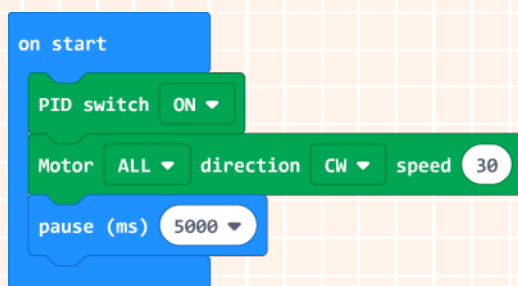 on start
PID switch ON
Motor ALL direction CW speed 30
pause (ms) 5000